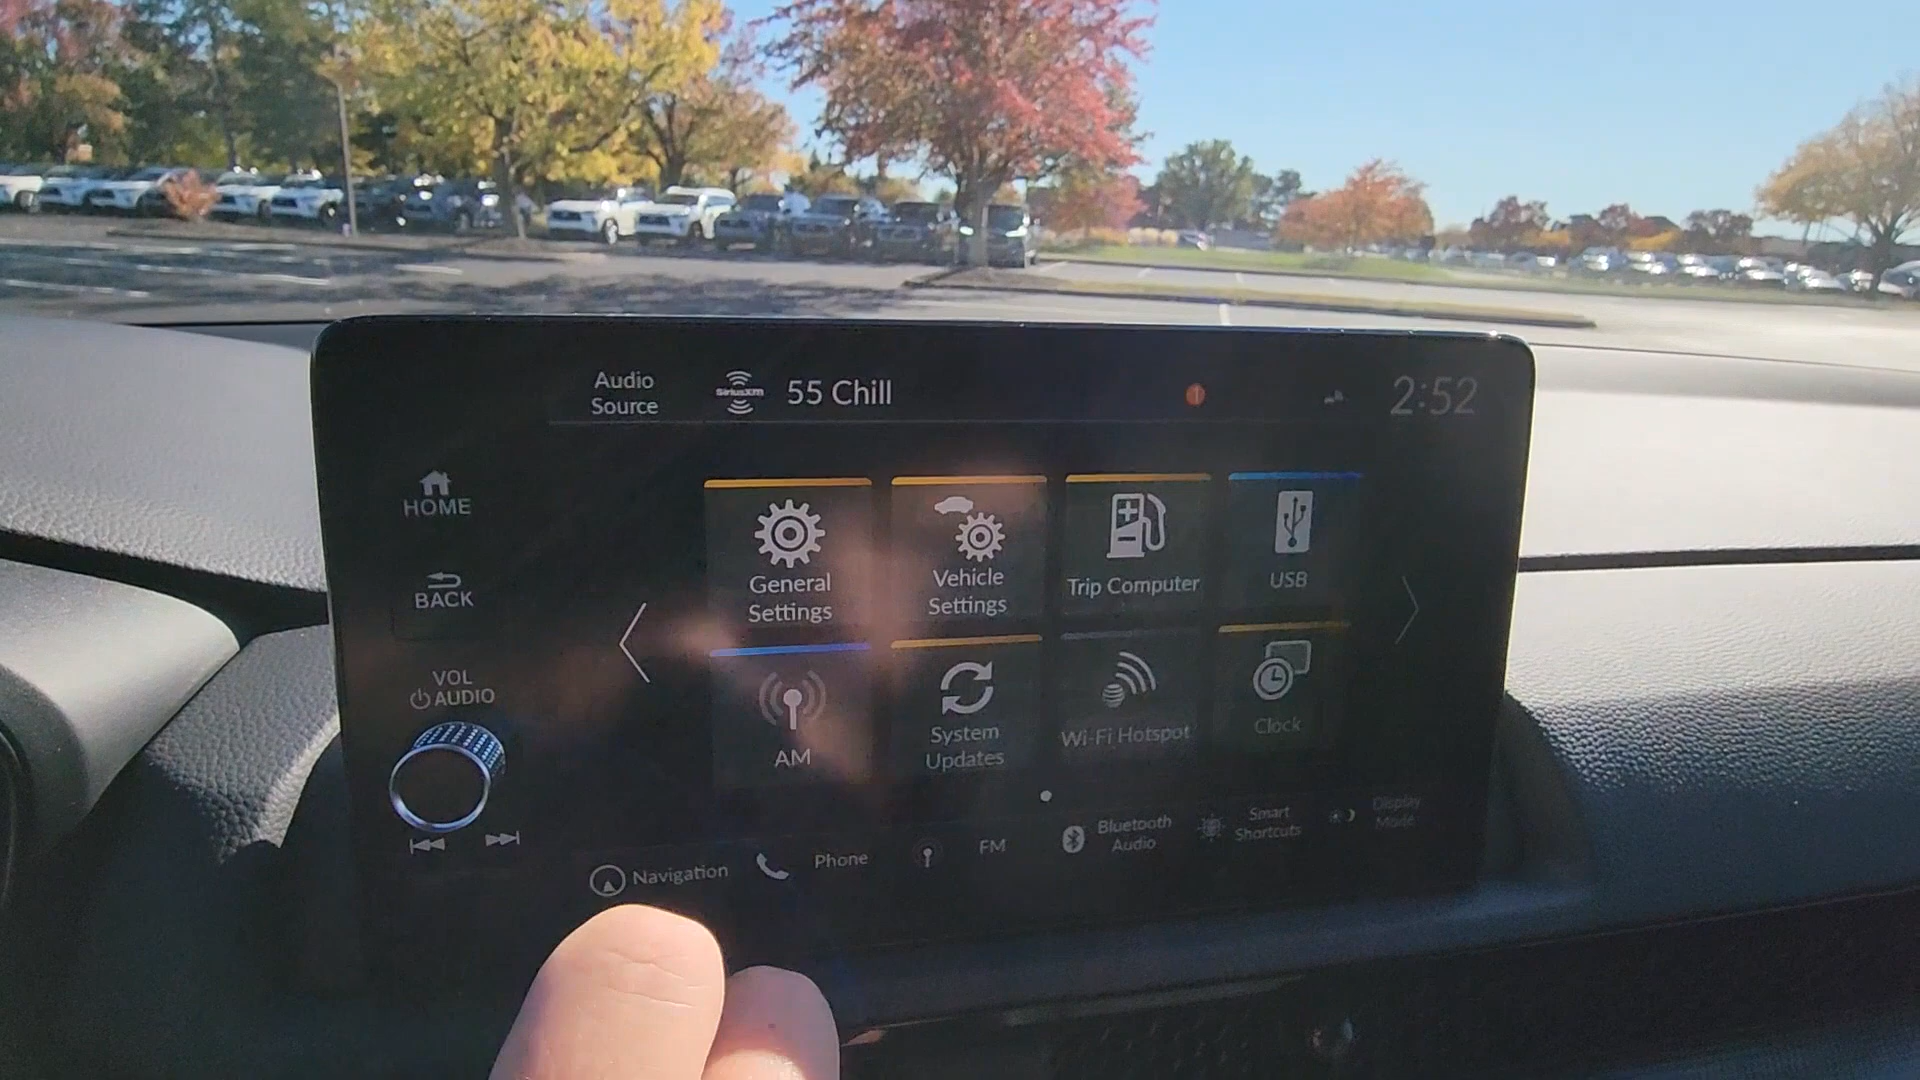 Audio
Source
SiriusXM
55 Chill
2:52
HOME
BACK
VOL
AUDIO
General
Settings
Vehicle
Settings
Trip Computer
USB
AM
System
Updates
Wi-Fi Hotspot
Clock
Navigation
Phone
FM
Bluetooth
Audio
Smart
Shortcuts
Display
Mode